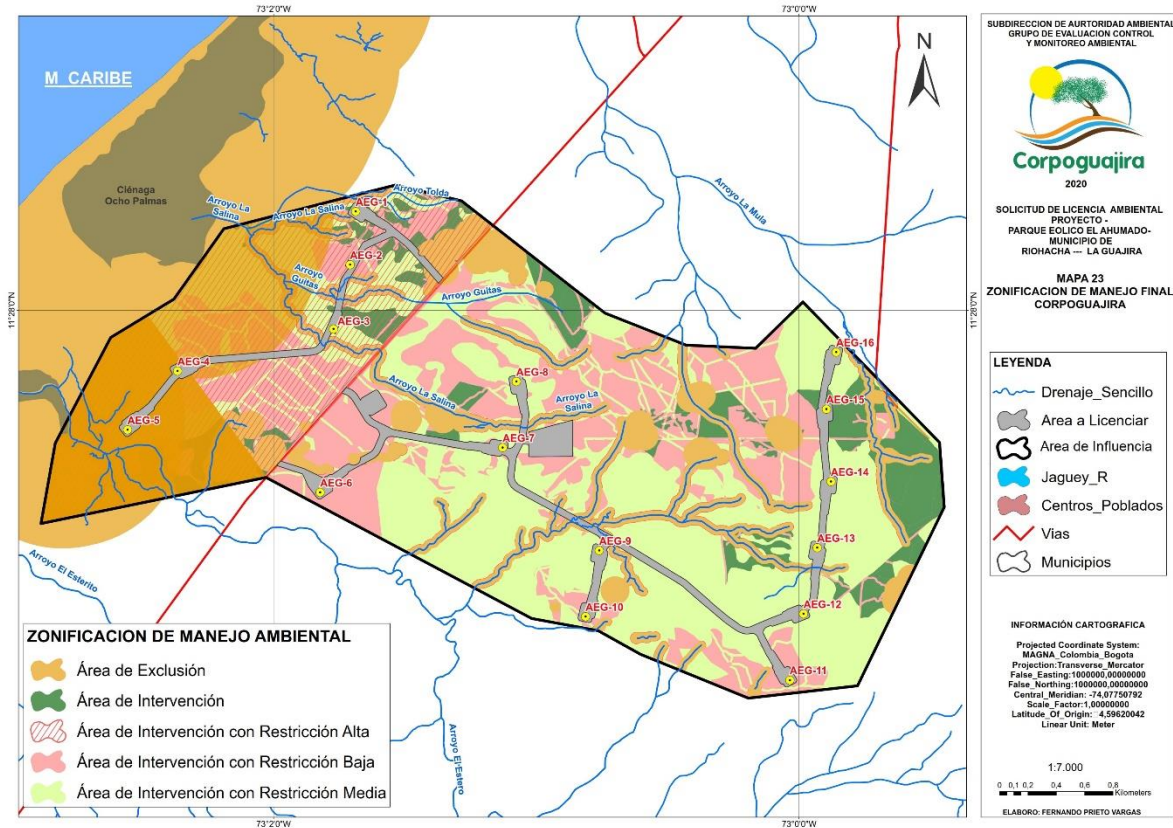 73°2'0"W
73°0'0"W
N
M_CARIBE
Ciénaga
Ocho Palmas
Arroyo La
Salina
Arroyo La Salina
Arroyo Tolda
AEG-1
Arroyo La Mula
AEG-2
Arroyo
Guitas
Arroyo Guitas
AEG-3
11°28'0"N
11°28'0"N
AEG-4
AEG-5
AEG-16
AEG-8
Arroyo La Salina
Arroyo La
Salina
AEG-15
AEG-7
AEG-14
AEG-6
AEG-9
AEG-13
Arroyo El Esterito
AEG-10
AEG-12
AEG-11
Arroyo El Estero
ZONIFICACION DE MANEJO AMBIENTAL
Área de Exclusión
Área de Intervención
Área de Intervención con Restricción Alta
Área de Intervención con Restricción Baja
Área de Intervención con Restricción Media
73°2'0"W
73°0'0"W
SUBDIRECCION DE AURTORIDAD AMBIENTAL
GRUPO DE EVALUACION CONTROL
Y MONITOREO AMBIENTAL
Corpoguajira
2020
SOLICITUD DE LICENCIA AMBIENTAL
PROYECTO -
PARQUE EOLICO EL AHUMADO-
MUNICIPIO DE
RIOHACHA --- LA GUAJIRA
MAPA 23
ZONIFICACION DE MANEJO FINAL
CORPOGUAJIRA
LEYENDA
Drenaje_Sencillo
Area a Licenciar
Area de Influencia
Jaguey_R
Centros_Poblados
Vias
Municipios
INFORMACIÓN CARTOGRAFICA
Projected Coordinate System:
MAGNA_Colombia_Bogota
Projection:Transverse_Mercator
False_Easting:1000000,00000000
False_Northing:1000000,00000000
Central_Meridian: -74,07750792
Scale_Factor:1,00000000
Latitude_Of_Origin: 4,59620042
Linear Unit: Meter
1:7.000
0 0,1 0,2 0,4 0,6 0,8
Kilometers
ELABORO: FERNANDO PRIETO VARGAS